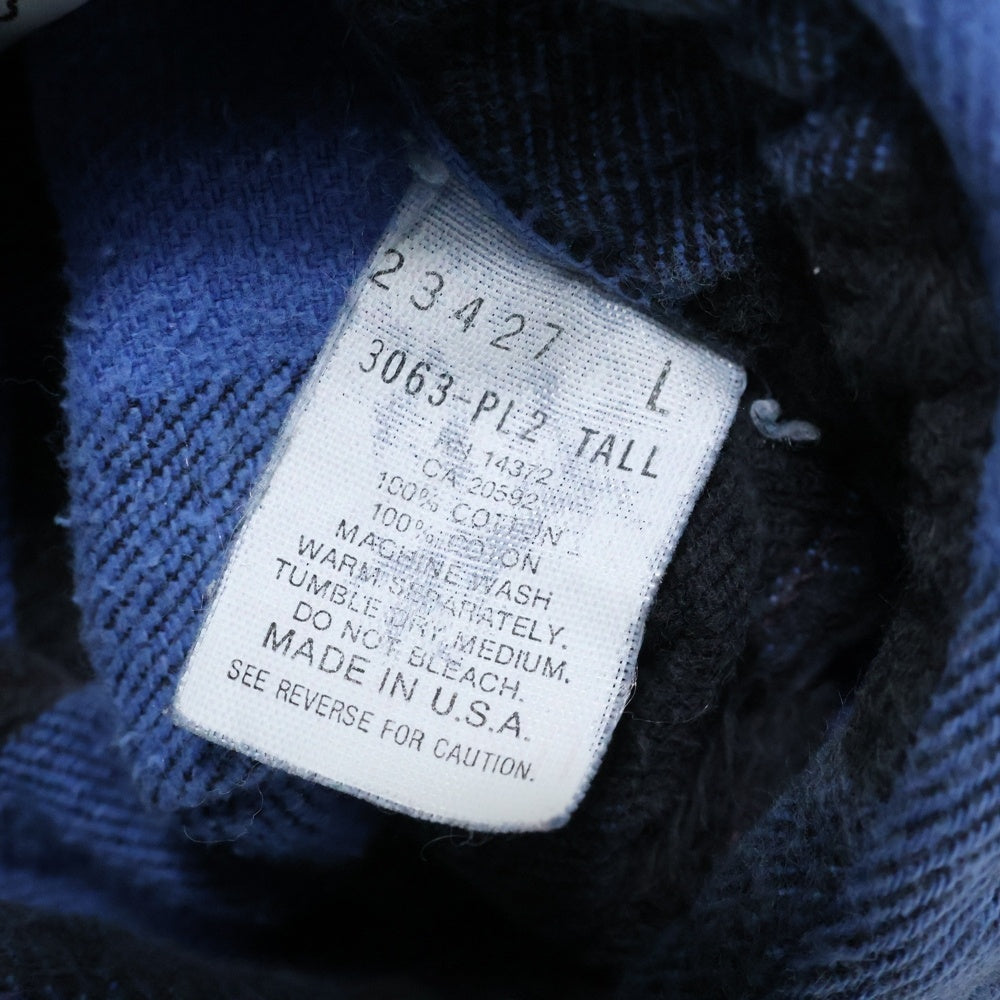 23427 L
3063-PL2 TALL
RN 14372
CA 20592
100% COTTON
100% COTTON
MACHINE WASH
WARM SEPARATELY.
TUMBLE DRY MEDIUM.
DO NOT BLEACH.
MADE IN U.S.A.
SEE REVERSE FOR CAUTION.